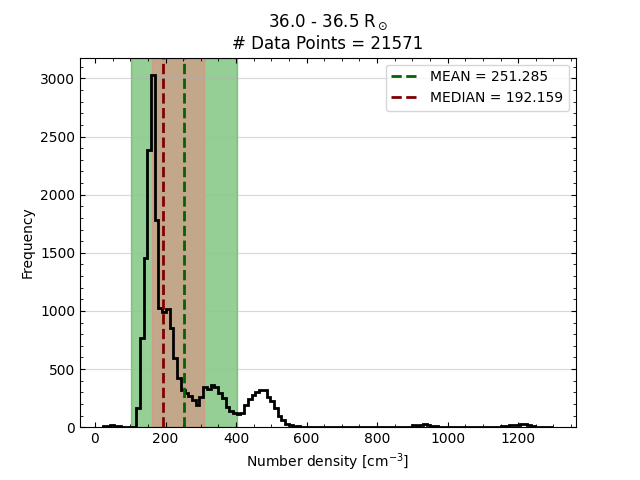 36.0 - 36.5 R☉
# Data Points = 21571
MEAN = 251.285
MEDIAN = 192.159
Frequency
3000
2500
2000
1500
1000
500
0
0 200 400 600 800 1000 1200
Number density [cm⁻³]